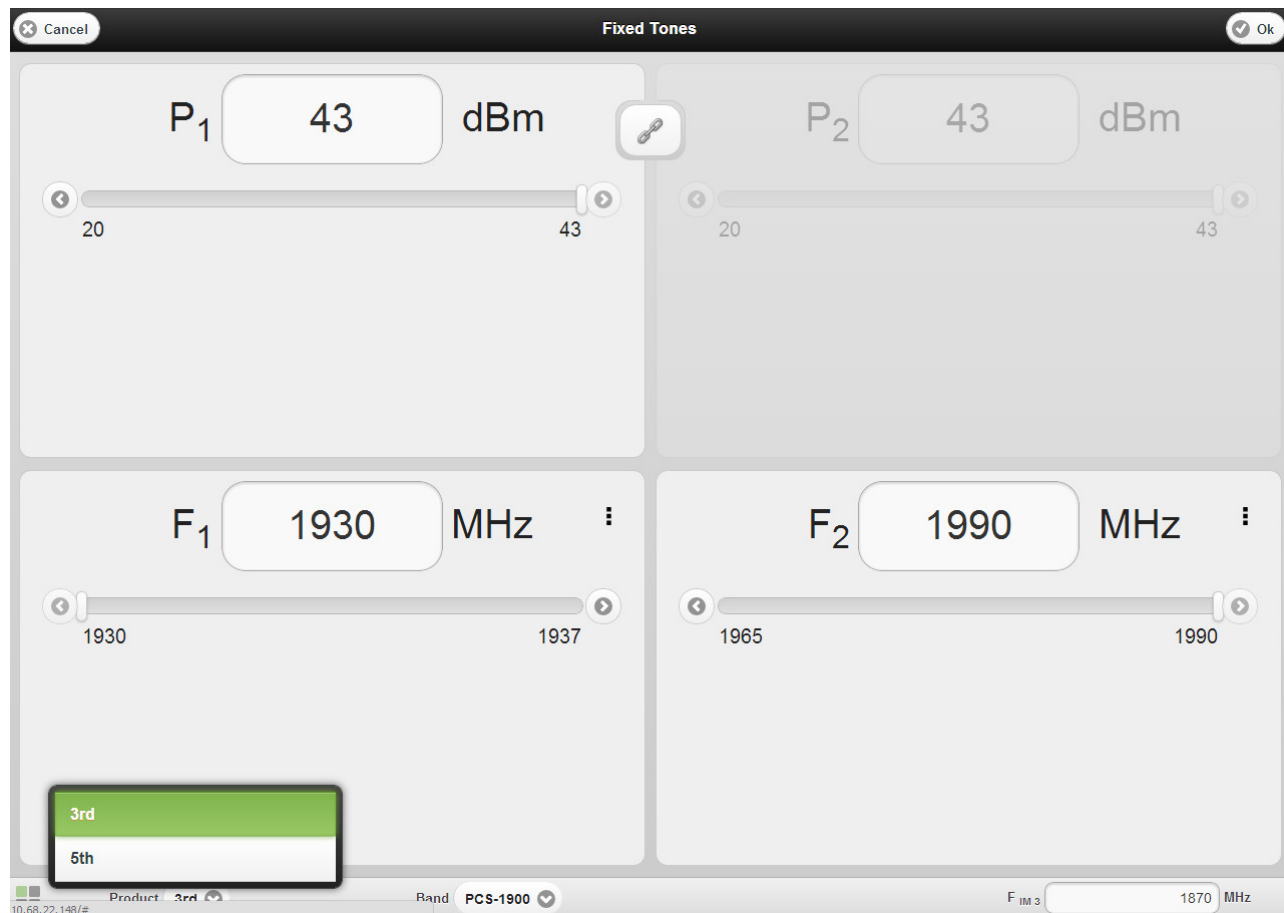 Cancel
Fixed Tones
Ok
P1 43 dBm
P2 43 dBm
20 43
20 43
F1 1930 MHz
F2 1990 MHz
1930 1937
1965 1990
3rd
5th
Product 3rd
Band PCS-1900
F IM 3 1870 MHz
10.68.22.148/#